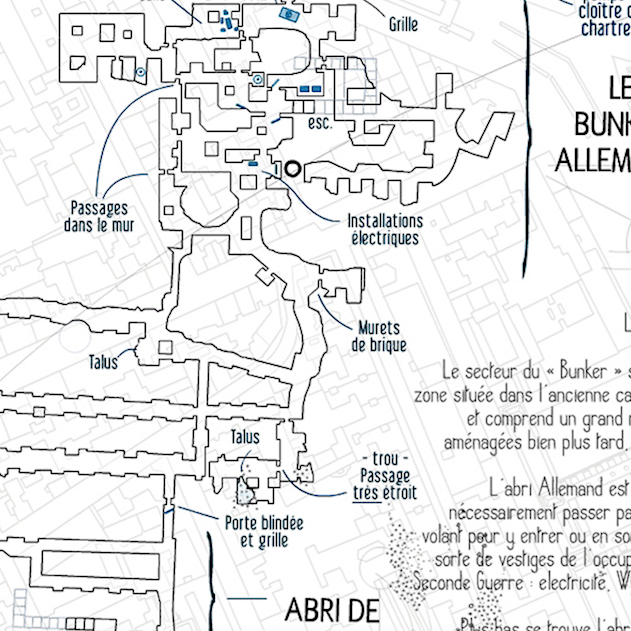 Grille
cloître
chartre
LE
BUNK
ALLEM
esc.
Passages
dans le mur
Installations
électriques
Murets
de brique
Talus
Le secteur du « Bunker » s
zone située dans l'ancienne ca
et comprend un grand
aménagées bien plus tard,
Talus
- trou -
Passage
très étroit
L'abri Allemand est
nécessairement passer pa
volant pour y entrer ou en so
sorte de vestiges de l'occup
Seconde Guerre : electricité, W
Porte blindée
et grille
ABRI DE
Plus bas se trouve l'abr